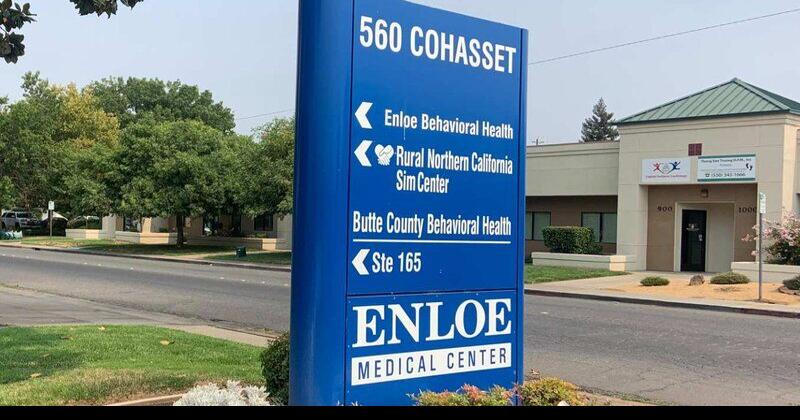 560 COHASSET
Enloe Behavioral Health
Rural Northern California
Sim Center
Butte County Behavioral Health
Ste 165
ENLOE
MEDICAL CENTER
900
1000